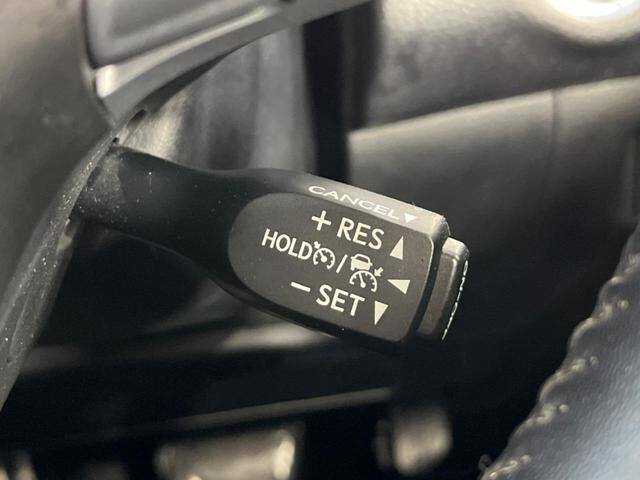 CANCEL▼
+ RES ▲
HOLD / ◀
− SET ▼